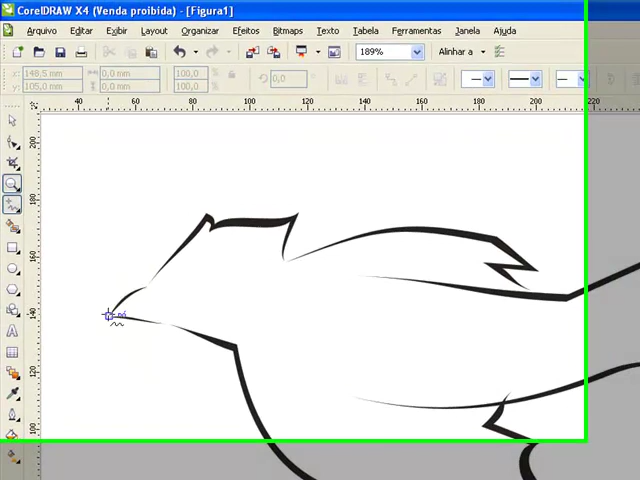 CorelDRAW X4 (Venda proibida) - [Figura1]
Arquivo Editar Exibir Layout Organizar Efeitos Bitmaps Texto Tabela Ferramentas Janela Ajuda
189% Alinhar a
x: 148,5 mm 0,0 mm 100,0 0,0
y: 105,0 mm 0,0 mm 100,0
40 60 80 100 120 140 160 180 200 220
200
180
160
140
120
100